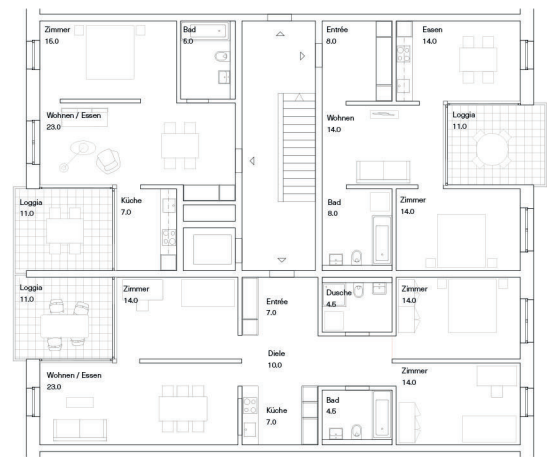 Zimmer
15.0
Bad
5.0
Entrée
8.0
Essen
14.0
Wohnen / Essen
23.0
Wohnen
14.0
Loggia
11.0
Loggia
11.0
Küche
7.0
Bad
8.0
Zimmer
14.0
Loggia
11.0
Zimmer
14.0
Entrée
7.0
Dusche
4.5
Zimmer
14.0
Diele
10.0
Wohnen / Essen
23.0
Zimmer
14.0
Küche
7.0
Bad
4.5